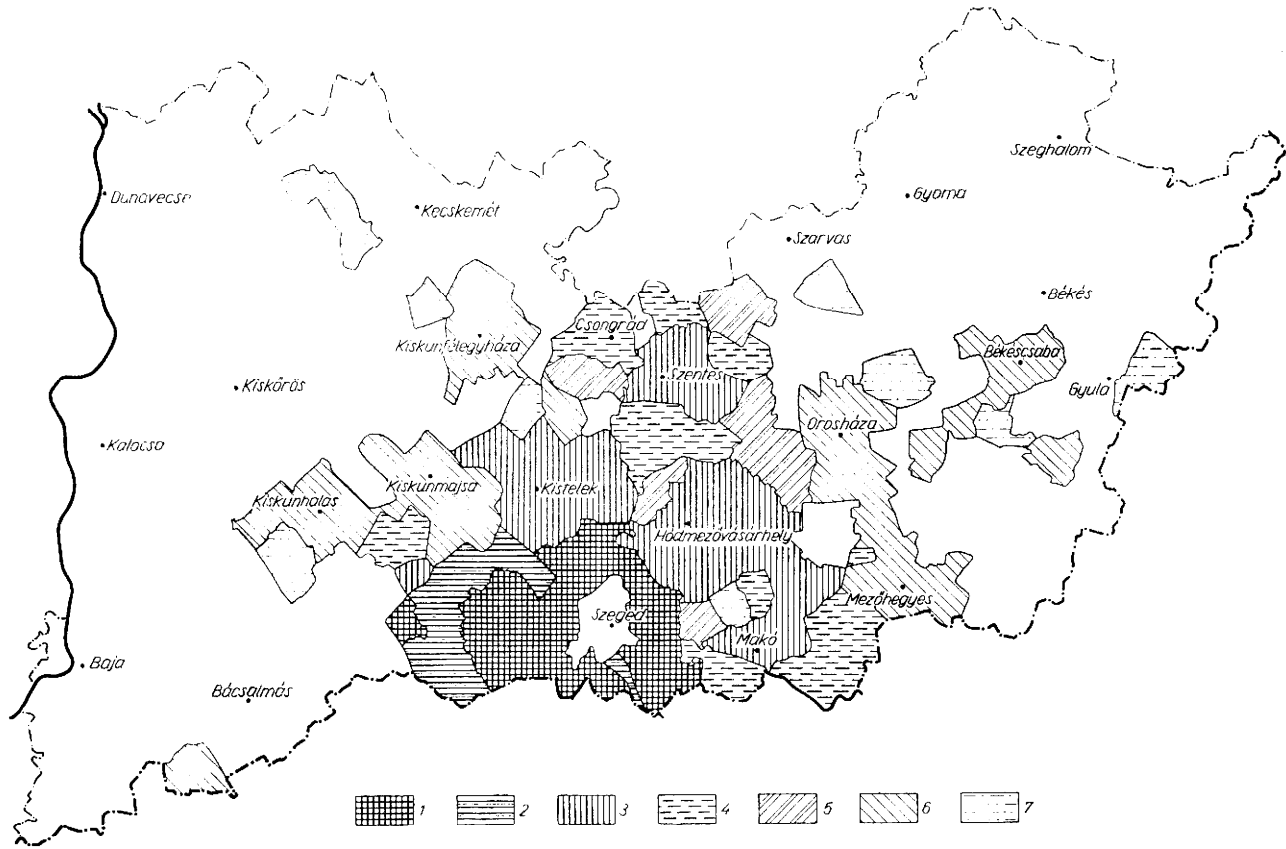 Szeghalom
Dunavecse
Kecskemét
Gyoma
Szarvas
Békés
Csongrád
Kiskunfélegyháza
Békéscsaba
Szentes
Kiskőrös
Gyula
Orosháza
Kalocsa
Kiskunmajsa
Kistelek
Kiskunhalas
Hódmezővásárhely
Mezőhegyes
Szeged
Makó
Baja
Bácsalmás
1 2 3 4 5 6 7